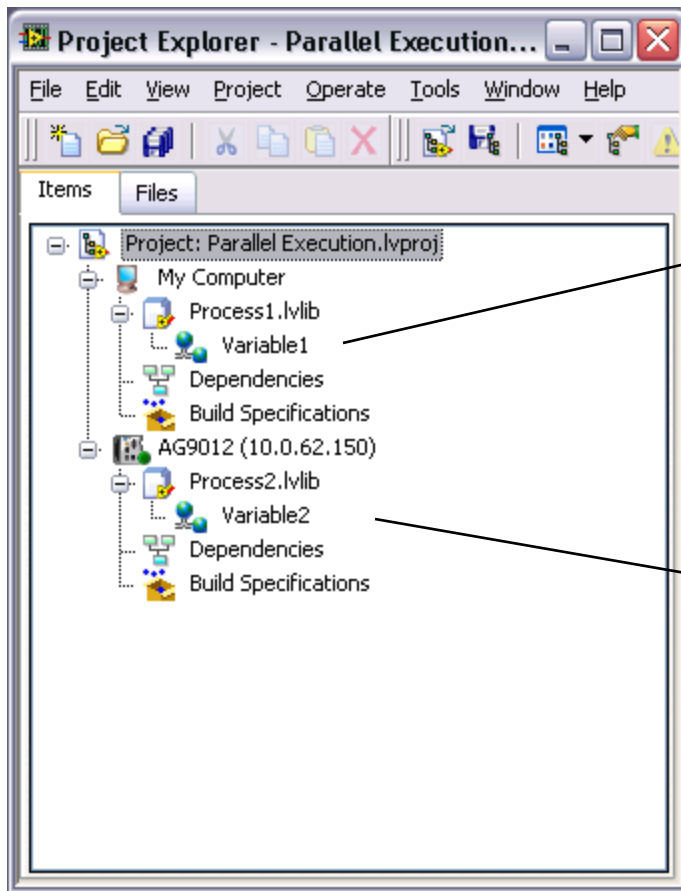 Project Explorer - Parallel Execution...
File Edit View Project Operate Tools Window Help
Items Files
Project: Parallel Execution.lvproj
My Computer
Process1.lvlib
Variable1
Dependencies
Build Specifications
AG9012 (10.0.62.150)
Process2.lvlib
Variable2
Dependencies
Build Specifications